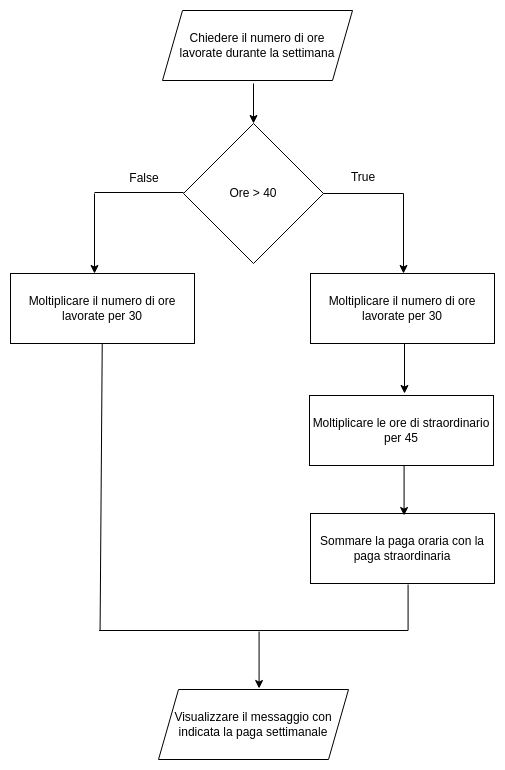 Chiedere il numero di ore
lavorate durante la settimana
False
True
Ore > 40
Moltiplicare il numero di ore
lavorate per 30
Moltiplicare il numero di ore
lavorate per 30
Moltiplicare le ore di straordinario
per 45
Sommare la paga oraria con la
paga straordinaria
Visualizzare il messaggio con
indicata la paga settimanale